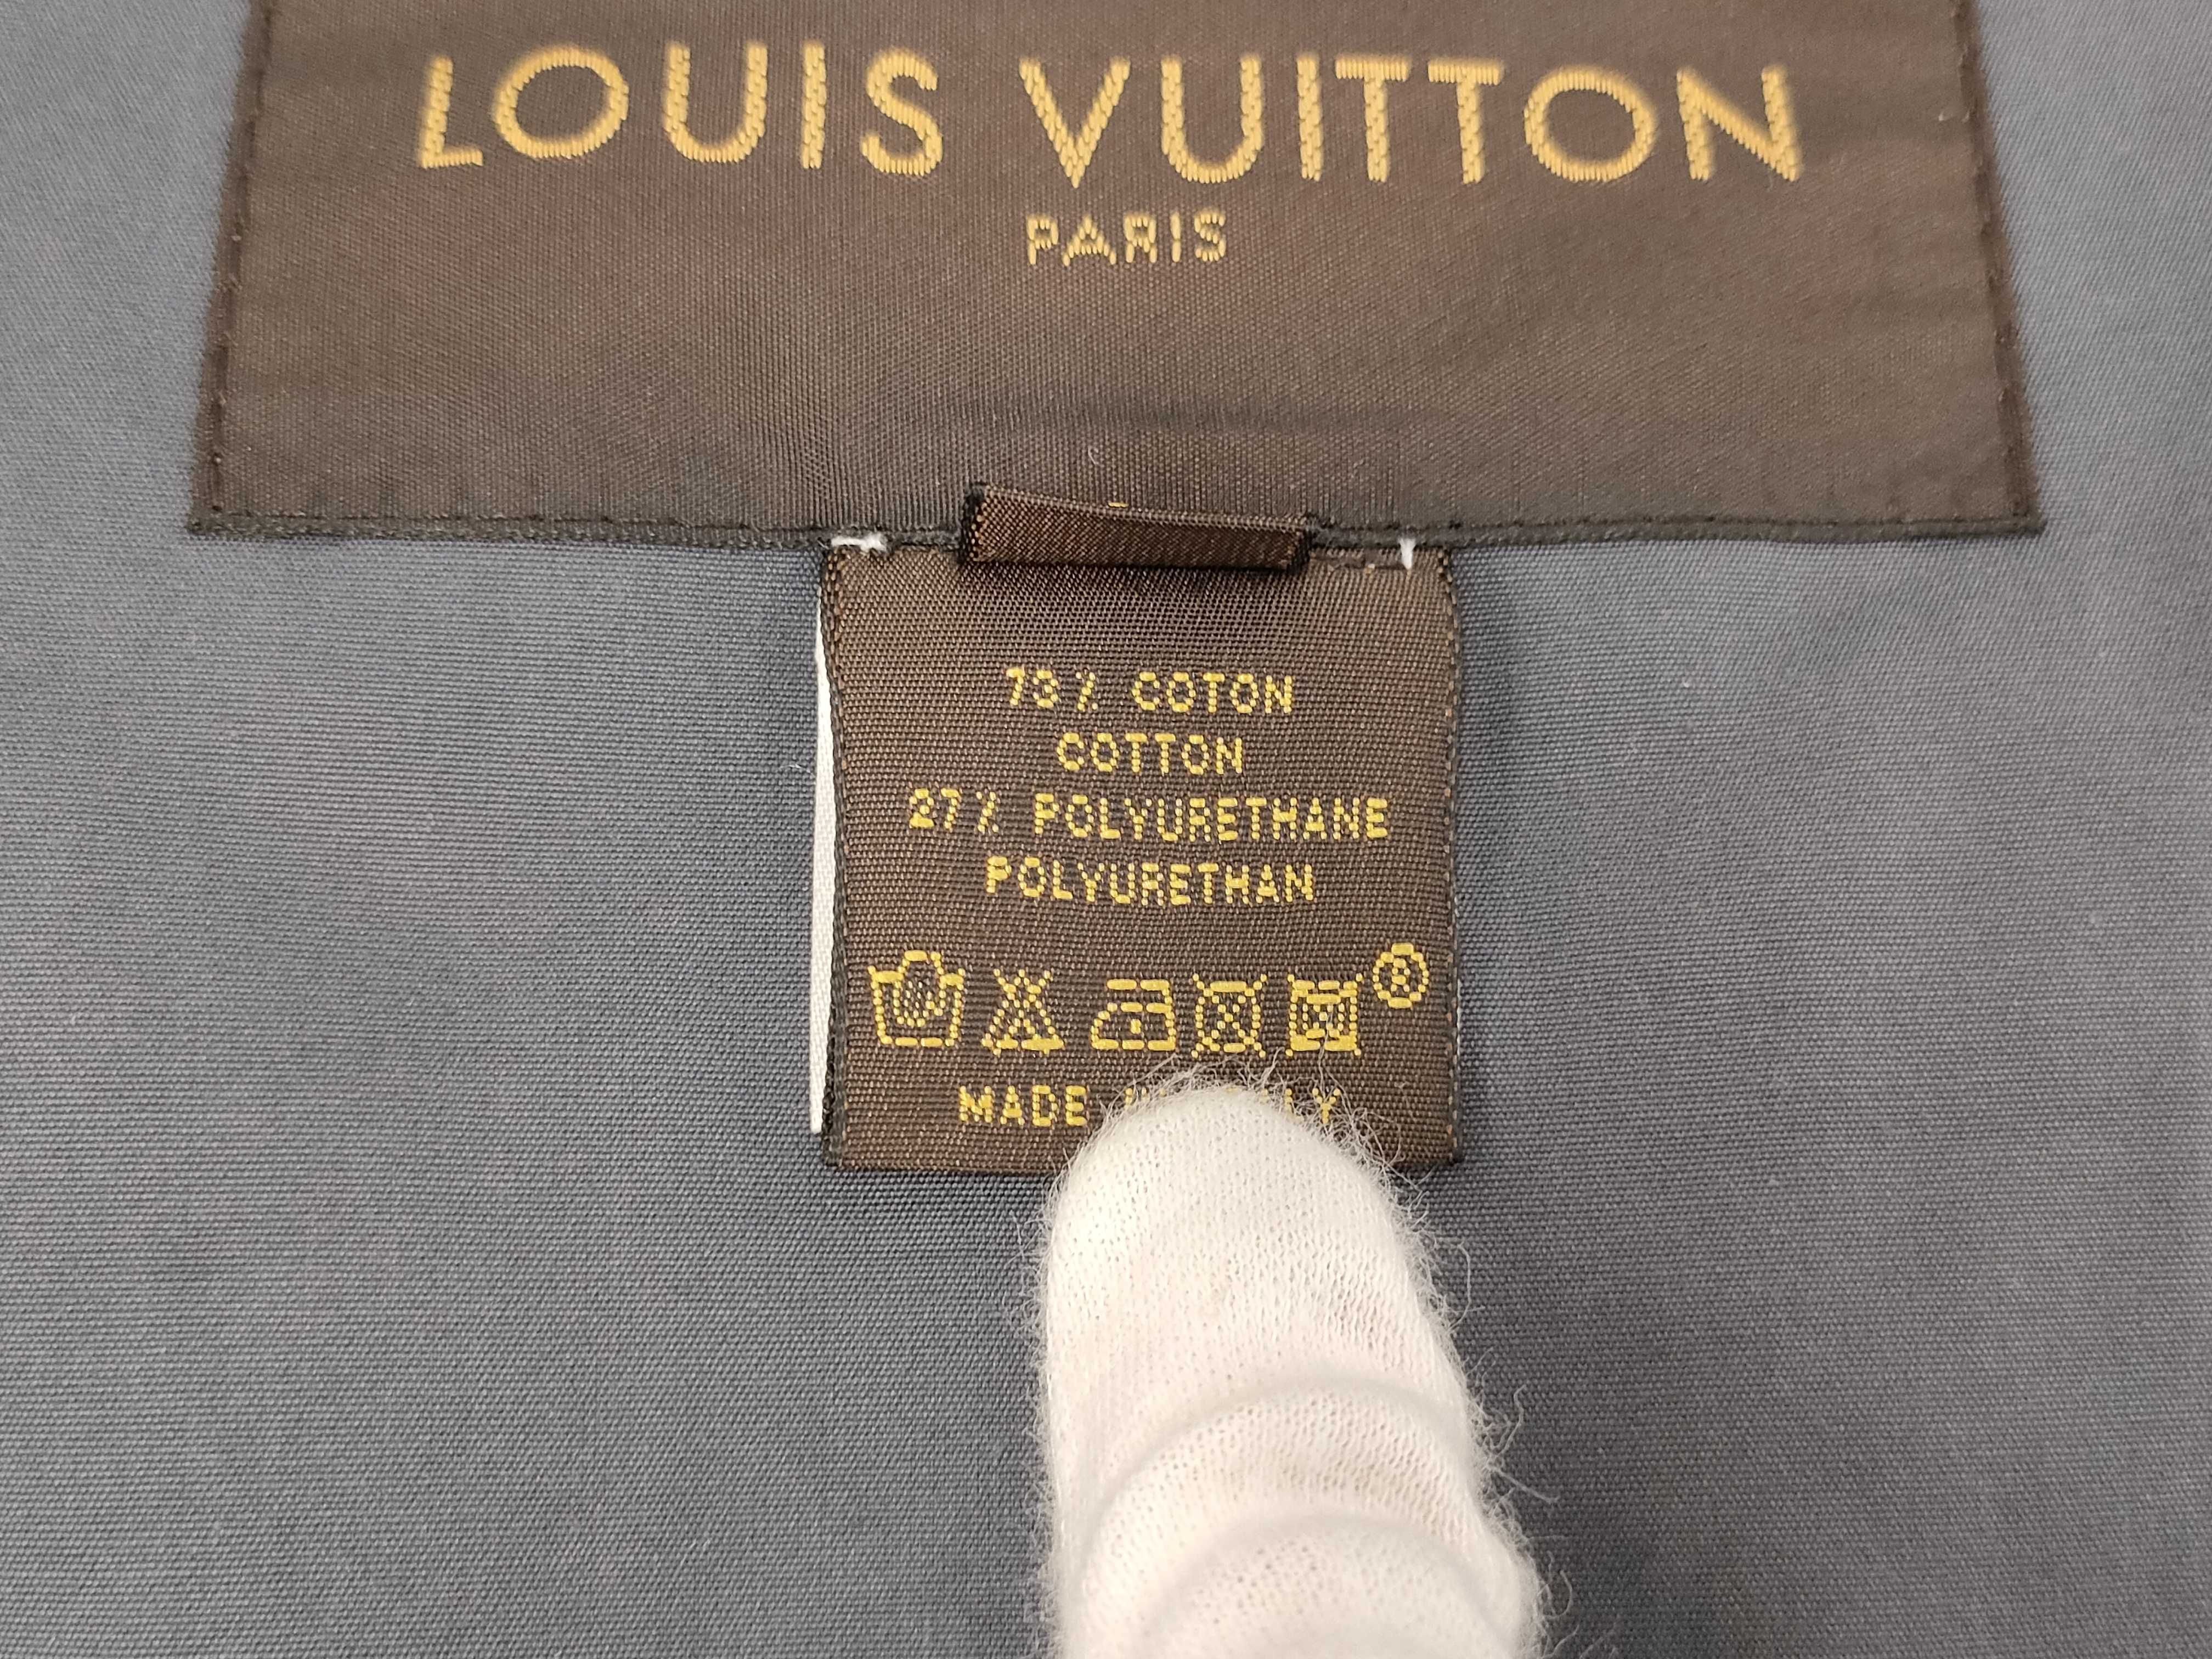 LOUIS VUITTON
PARIS
73% COTON
COTTON
27% POLYURETHANE
POLYURETHAN
®
MADE